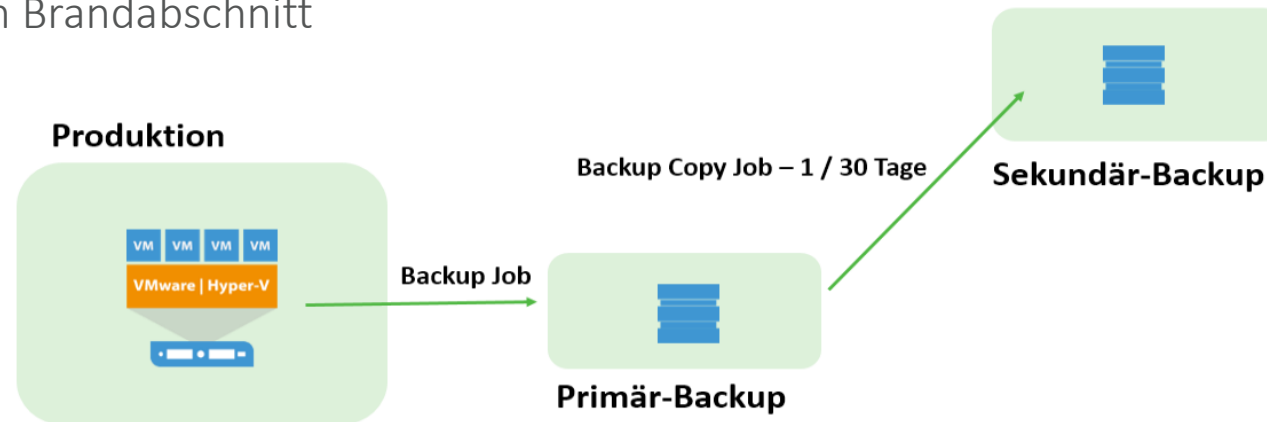 n Brandabschnitt
Produktion
VM VM VM VM
VMware | Hyper-V
Backup Job
Primär-Backup
Backup Copy Job – 1 / 30 Tage
Sekundär-Backup